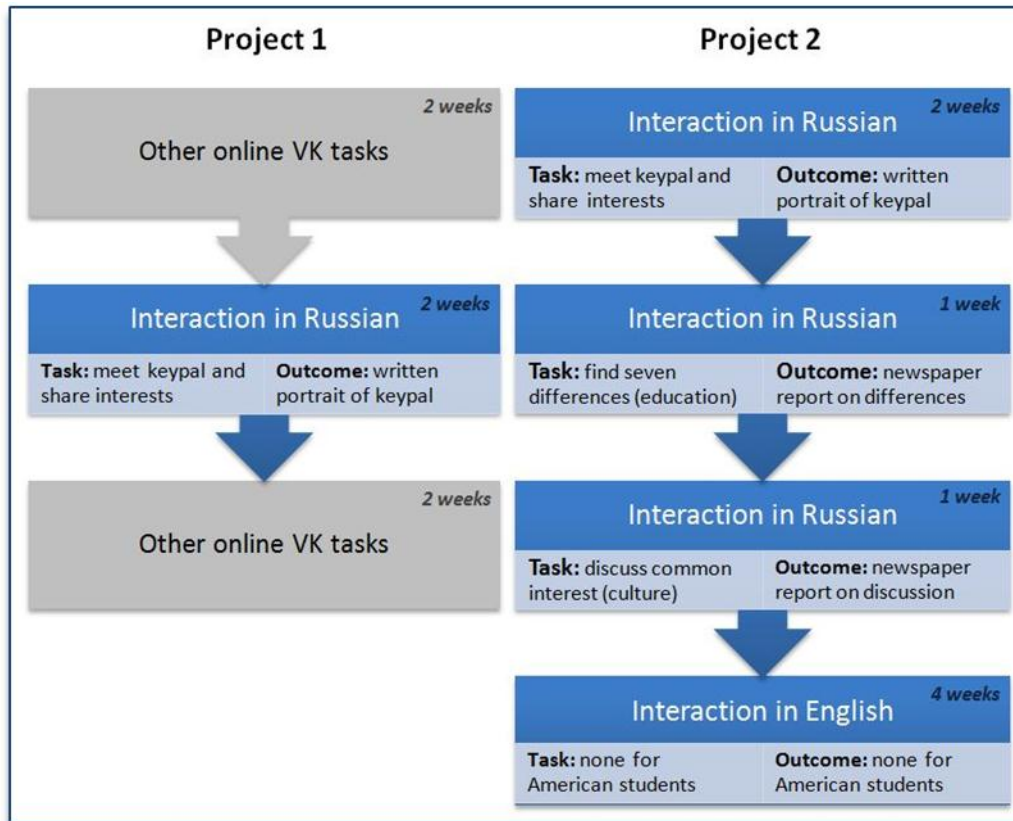 Project 1
2 weeks
Other online VK tasks
2 weeks
Interaction in Russian
Task: meet keypal and
share interests
Outcome: written
portrait of keypal
2 weeks
Other online VK tasks
Project 2
2 weeks
Interaction in Russian
Task: meet keypal and
share interests
Outcome: written
portrait of keypal
1 week
Interaction in Russian
Task: find seven
differences (education)
Outcome: newspaper
report on differences
1 week
Interaction in Russian
Task: discuss common
interest (culture)
Outcome: newspaper
report on discussion
4 weeks
Interaction in English
Task: none for
American students
Outcome: none for
American students